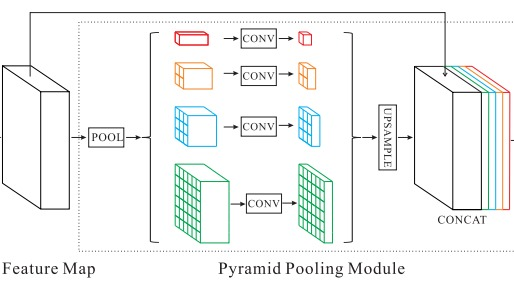 CONV
CONV
POOL
CONV
UPSAMPLE
CONV
CONCAT
Feature Map
Pyramid Pooling Module